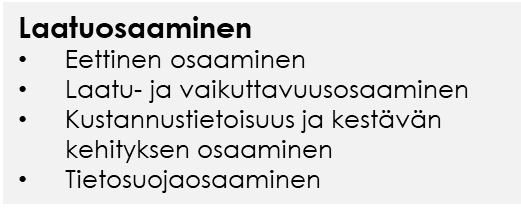 Laatuosaaminen
• Eettinen osaaminen
• Laatu- ja vaikuttavuusosaaminen
• Kustannustietoisuus ja kestävän
kehityksen osaaminen
• Tietosuojaosaaminen